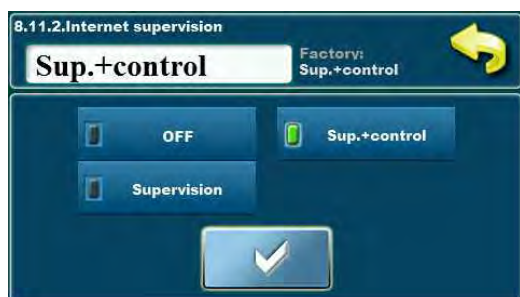 8.11.2.Internet supervision
Sup.+control
Factory:
Sup.+control
OFF
Sup.+control
Supervision